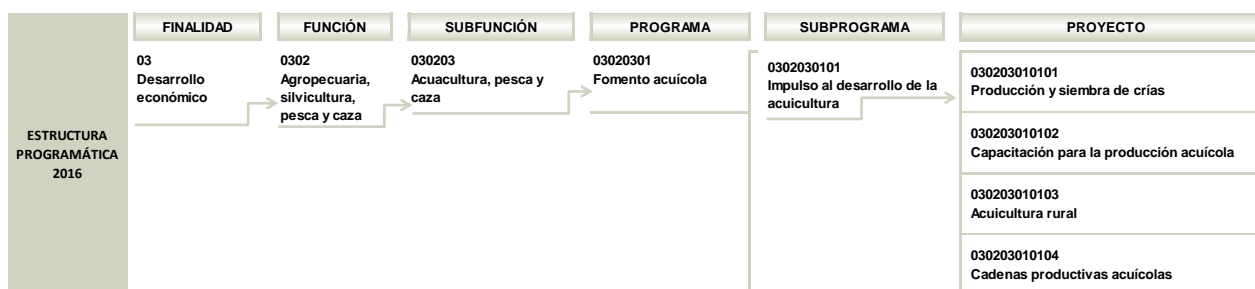 FINALIDAD
FUNCIÓN
SUBFUNCIÓN
PROGRAMA
SUBPROGRAMA
PROYECTO
ESTRUCTURA
PROGRAMÁTICA
2016
03
Desarrollo
económico
0302
Agropecuaria,
silvicultura,
pesca y caza
030203
Acuacultura, pesca y
caza
03020301
Fomento acuícola
0302030101
Impulso al desarrollo de la
acuicultura
030203010101
Producción y siembra de crías
030203010102
Capacitación para la producción acuícola
030203010103
Acuicultura rural
030203010104
Cadenas productivas acuícolas